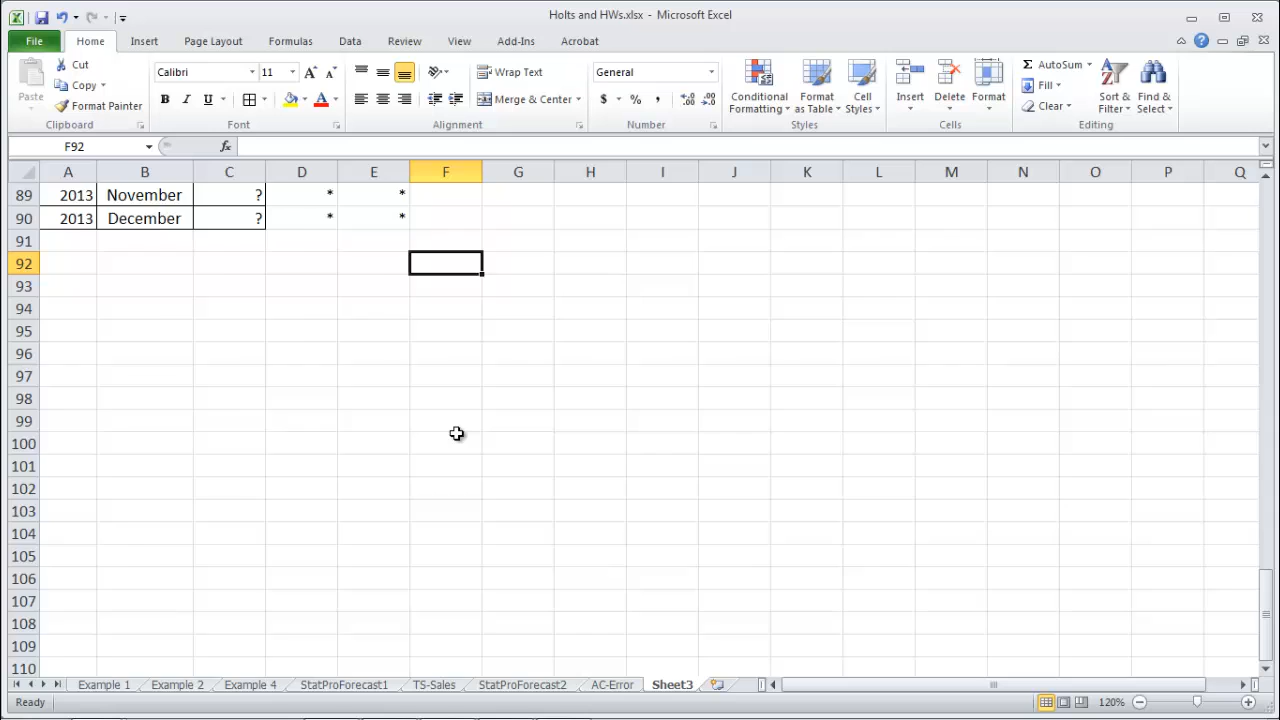 Holts and HWs.xlsx - Microsoft Excel
File Home Insert Page Layout Formulas Data Review View Add-Ins Acrobat
Paste
Cut
Copy
Format Painter
Calibri 11
B I U
Wrap Text
Merge & Center
General
$ % ,
Conditional Formatting
Format as Table
Cell Styles
Insert
Delete
Format
Σ AutoSum
Fill
Clear
Sort & Filter
Find & Select
Clipboard Font Alignment Number Styles Cells Editing
F92 fx
A B C D E F G H I J K L M N O P Q
89 2013 November ? * *
90 2013 December ? * *
91
92
93
94
95
96
97
98
99
100
101
102
103
104
105
106
107
108
109
110
Example 1 Example 2 Example 4 StatProForecast1 TS-Sales StatProForecast2 AC-Error Sheet3
Ready 120%